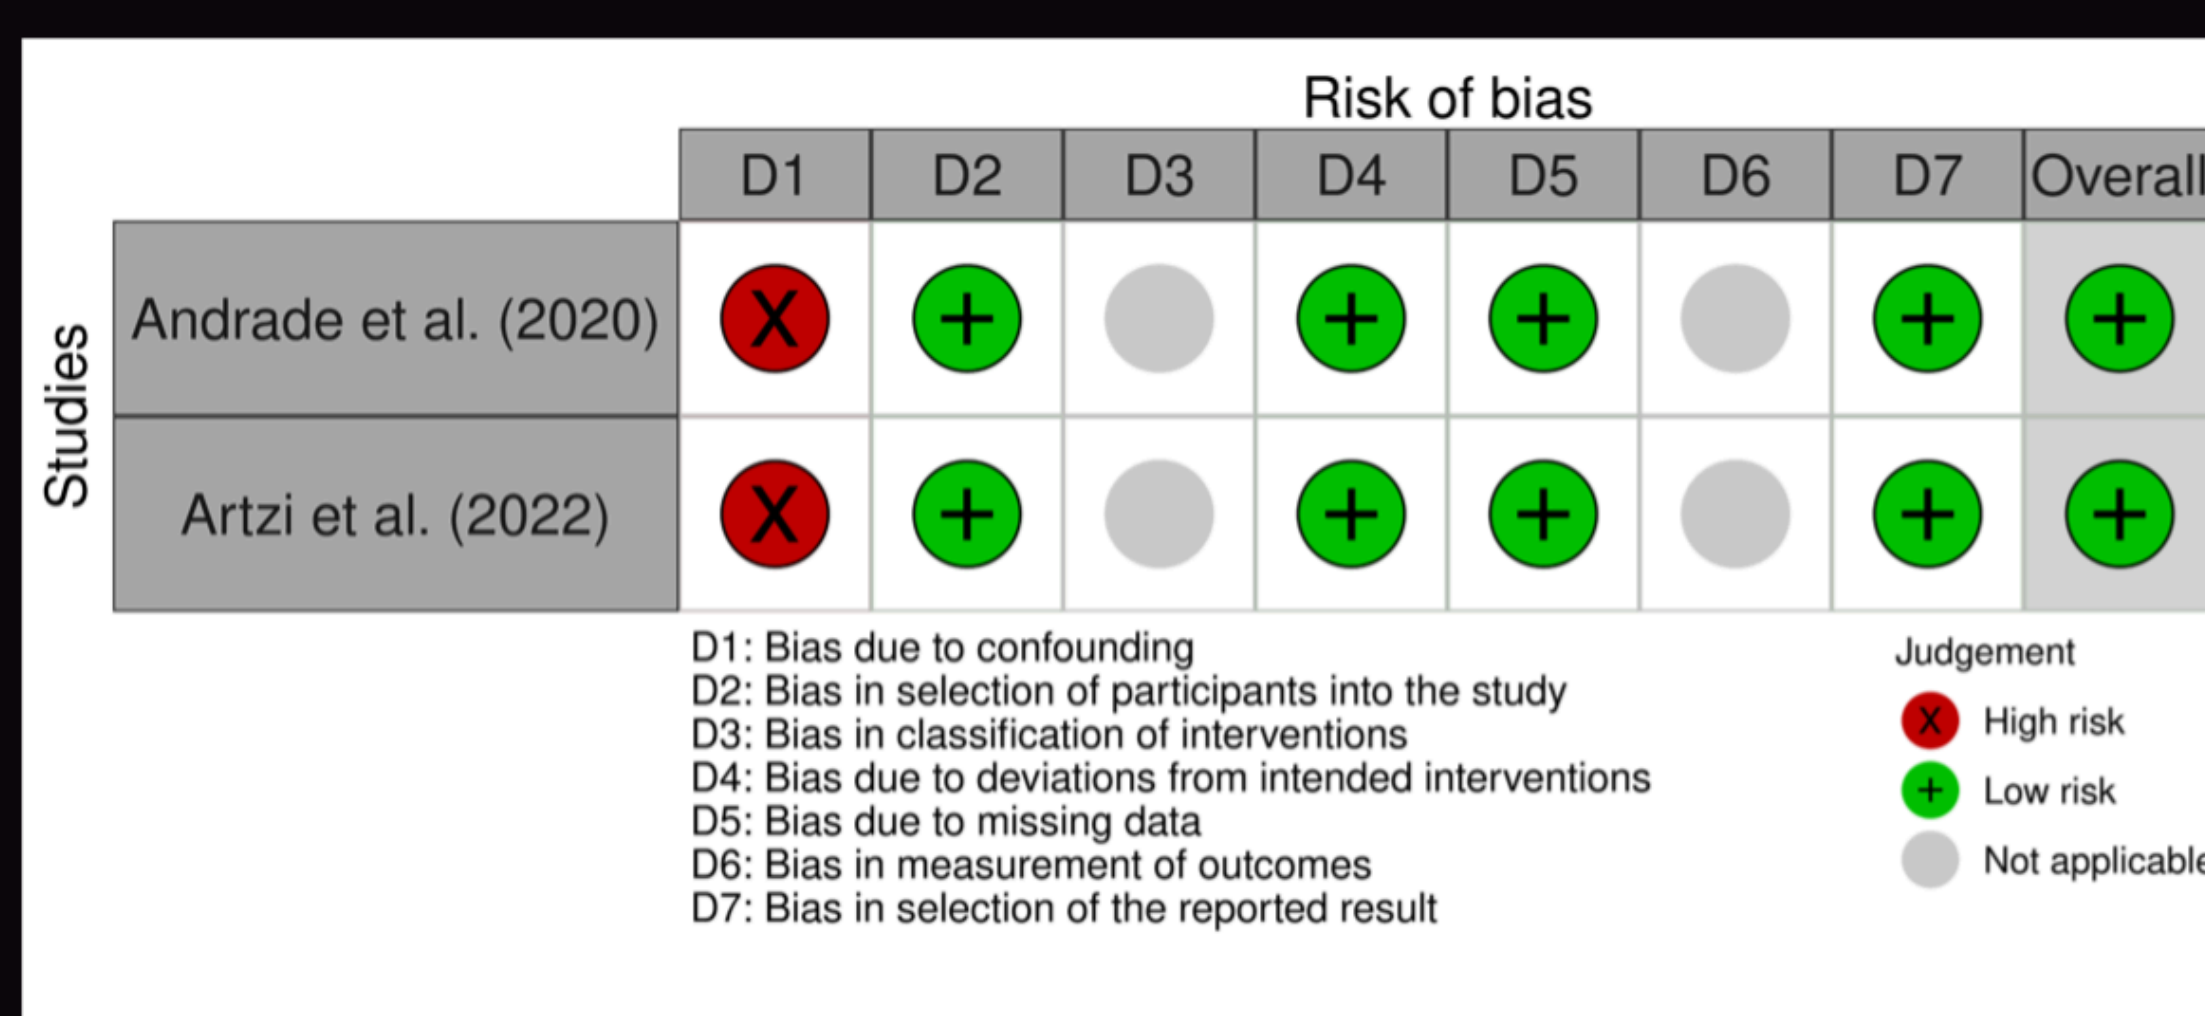 Risk of bias
D1 D2 D3 D4 D5 D6 D7 Overall
Studies
Andrade et al. (2020) X + + + + +
Artzi et al. (2022) X + + + + +
D1: Bias due to confounding
D2: Bias in selection of participants into the study
D3: Bias in classification of interventions
D4: Bias due to deviations from intended interventions
D5: Bias due to missing data
D6: Bias in measurement of outcomes
D7: Bias in selection of the reported result
Judgement
X High risk
+ Low risk
Not applicable